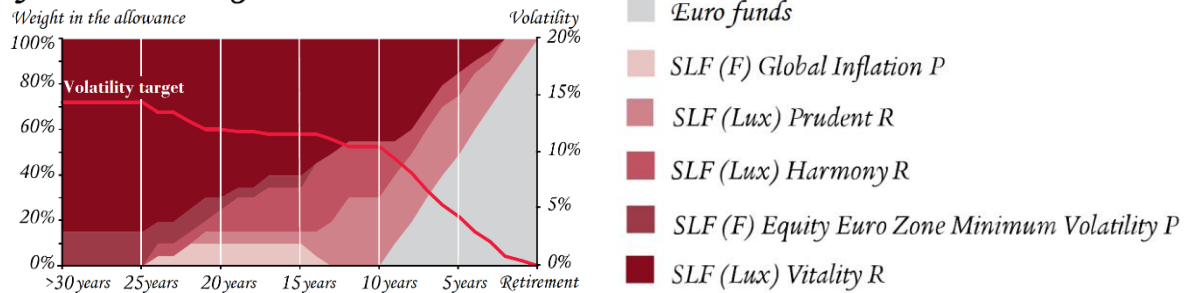 Weight in the allowance
Volatility
100%
80%
60%
40%
20%
0%
Volatility target
20%
15%
10%
5%
0%
>30 years 25 years 20 years 15 years 10 years 5 years Retirement
Euro funds
SLF (F) Global Inflation P
SLF (Lux) Prudent R
SLF (Lux) Harmony R
SLF (F) Equity Euro Zone Minimum Volatility P
SLF (Lux) Vitality R